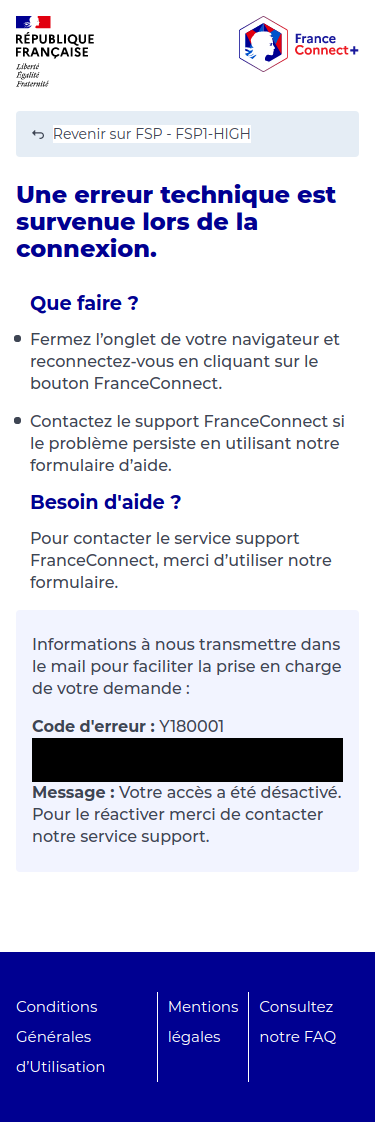 RÉPUBLIQUE
FRANÇAISE
Liberté
Égalité
Fraternité
France
Connect+
Revenir sur FSP - FSP1-HIGH
Une erreur technique est
survenue lors de la
connexion.
Que faire ?
Fermez l’onglet de votre navigateur et
reconnectez-vous en cliquant sur le
bouton FranceConnect.
Contactez le support FranceConnect si
le problème persiste en utilisant notre
formulaire d’aide.
Besoin d'aide ?
Pour contacter le service support
FranceConnect, merci d’utiliser notre
formulaire.
Informations à nous transmettre dans
le mail pour faciliter la prise en charge
de votre demande :
Code d'erreur : Y180001
Message : Votre accès a été désactivé.
Pour le réactiver merci de contacter
notre service support.
Conditions
Générales
d’Utilisation
Mentions
légales
Consultez
notre FAQ